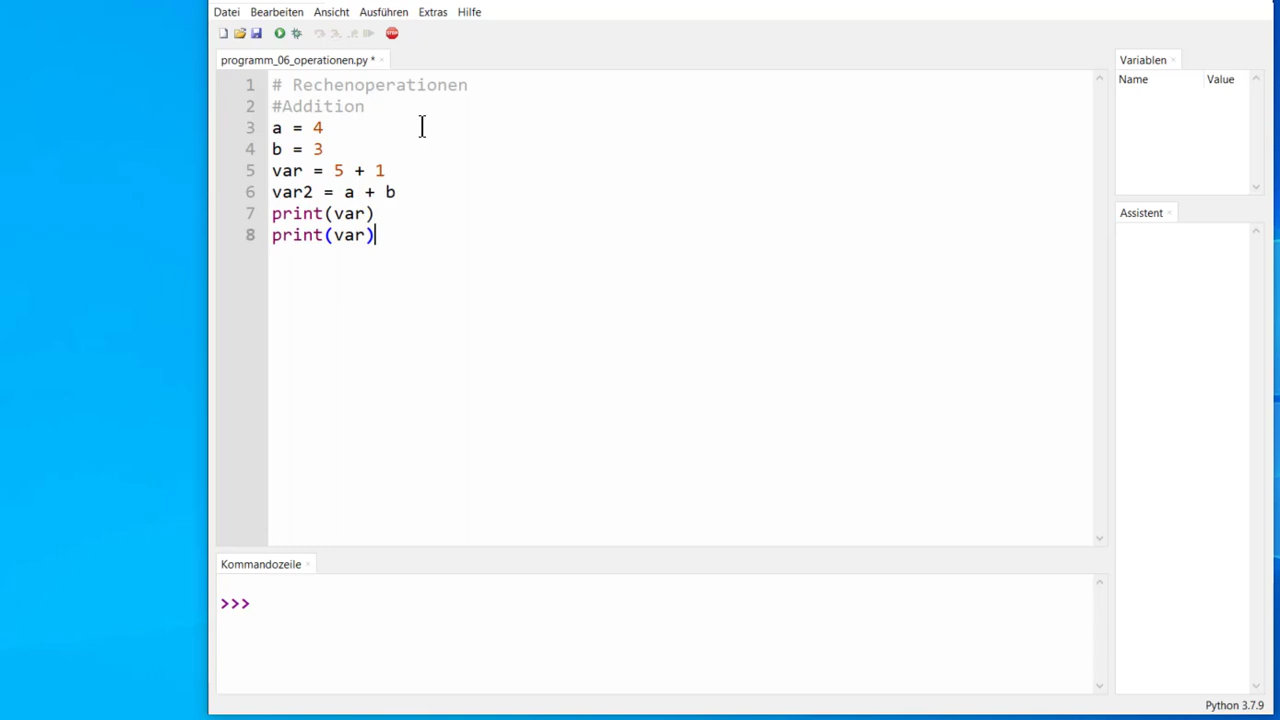 Datei Bearbeiten Ansicht Ausführen Extras Hilfe
programm_06_operationen.py *
1 # Rechenoperationen
2 #Addition
3 a = 4
4 b = 3
5 var = 5 + 1
6 var2 = a + b
7 print(var)
8 print(var)
Variablen
Name Value
Assistent
Kommandozeile
>>>
Python 3.7.9